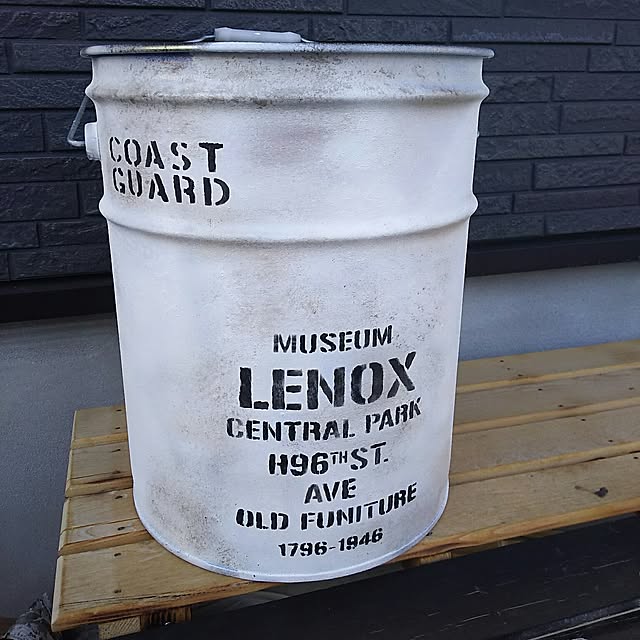 COAST
GUARD
MUSEUM
LENOX
CENTRAL PARK
H96TH ST.
AVE
OLD FUNITURE
1796-1946